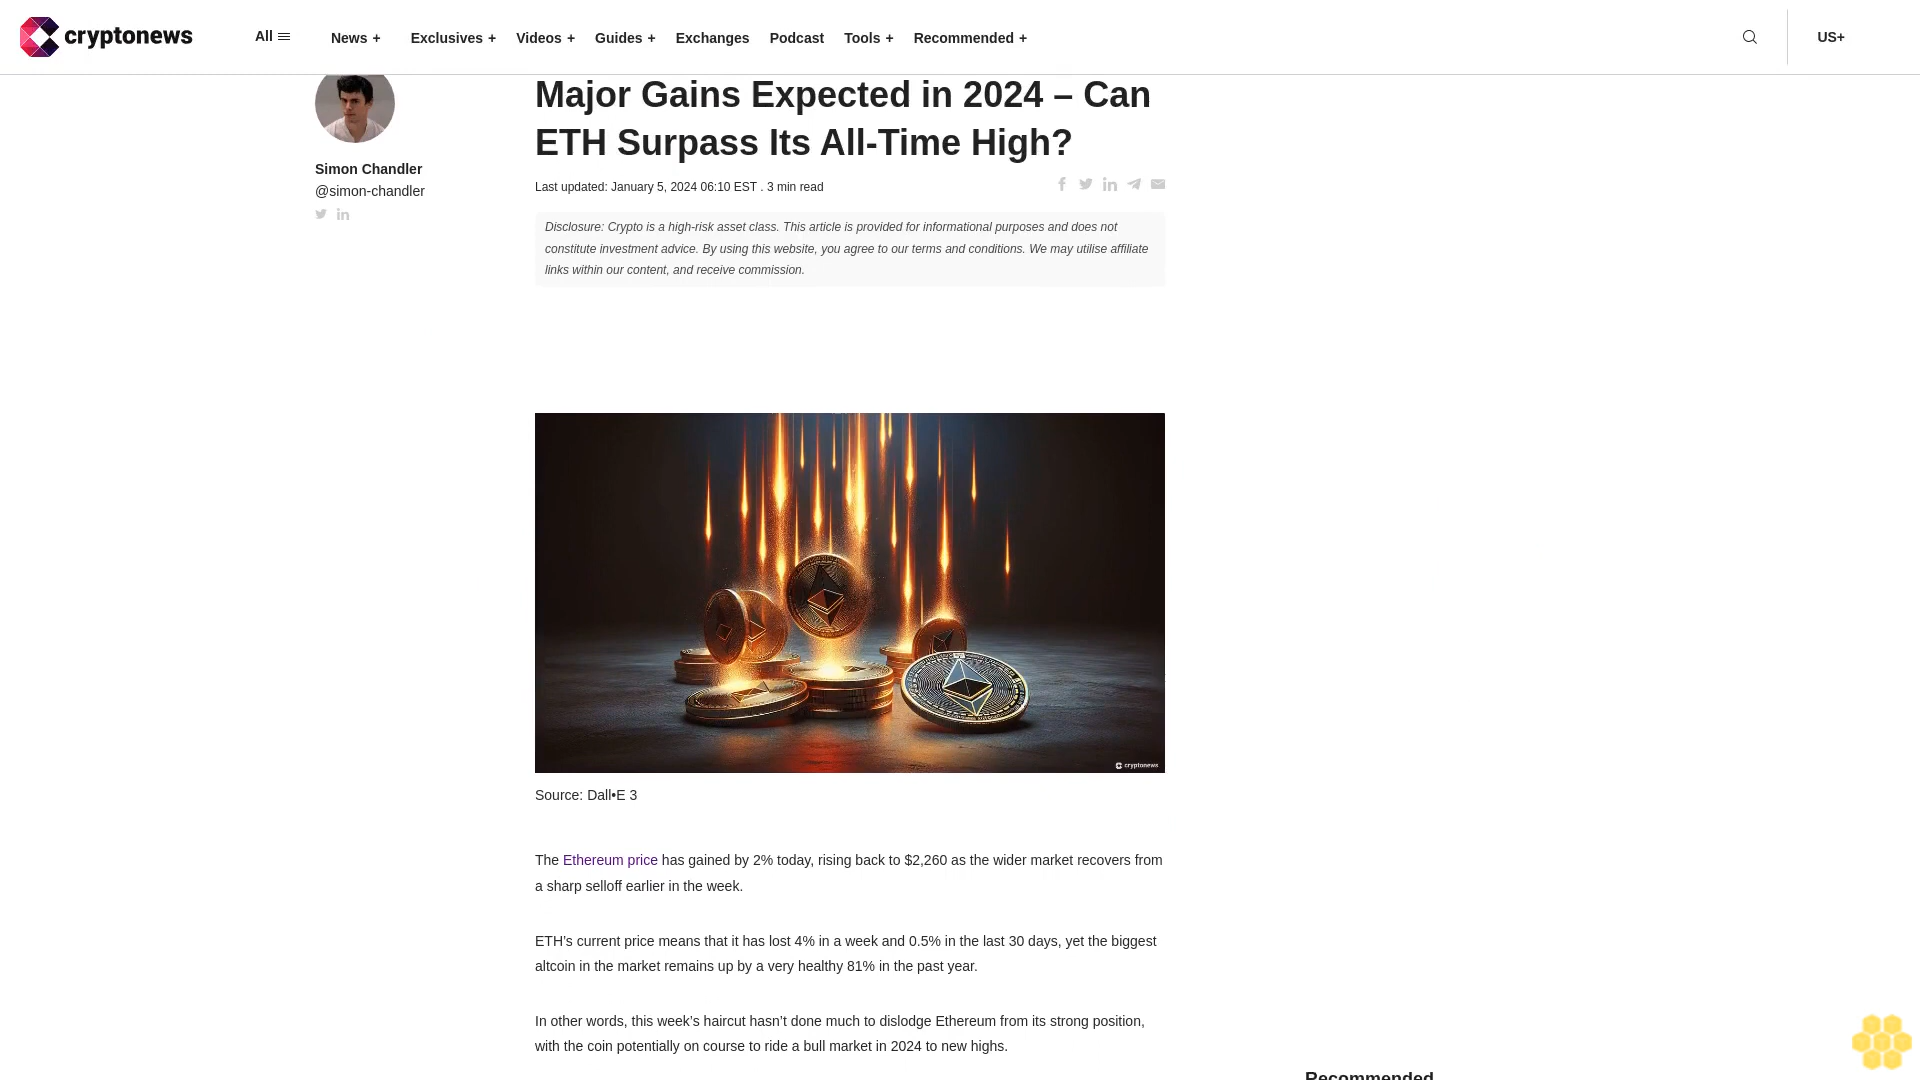 cryptonews
All
News +
Exclusives +
Videos +
Guides +
Exchanges
Podcast
Tools +
Recommended +
US+
Simon Chandler
@simon-chandler
Major Gains Expected in 2024 – Can
ETH Surpass Its All-Time High?
Last updated: January 5, 2024 06:10 EST . 3 min read
Disclosure: Crypto is a high-risk asset class. This article is provided for informational purposes and does not
constitute investment advice. By using this website, you agree to our terms and conditions. We may utilise affiliate
links within our content, and receive commission.
cryptonews
Source: Dall•E 3
The Ethereum price has gained by 2% today, rising back to $2,260 as the wider market recovers from
a sharp selloff earlier in the week.
ETH’s current price means that it has lost 4% in a week and 0.5% in the last 30 days, yet the biggest
altcoin in the market remains up by a very healthy 81% in the past year.
In other words, this week’s haircut hasn’t done much to dislodge Ethereum from its strong position,
with the coin potentially on course to ride a bull market in 2024 to new highs.
Recommended